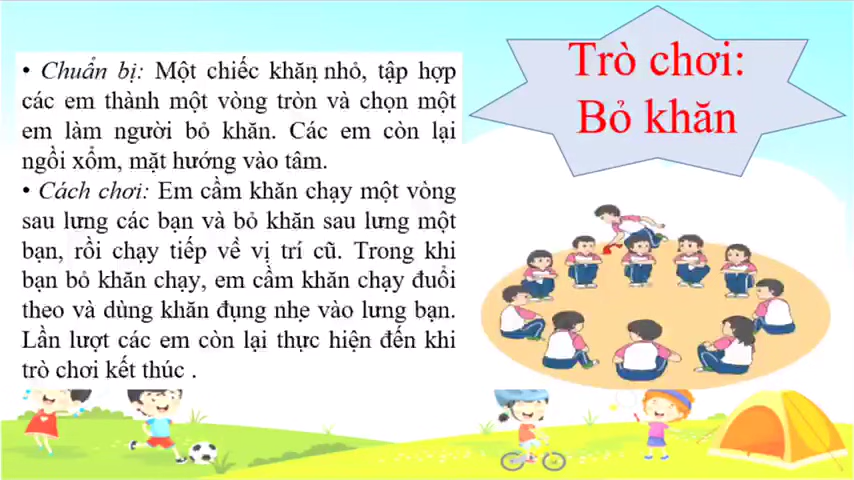 Trò chơi:
Bỏ khăn
• Chuẩn bị: Một chiếc khăn nhỏ, tập hợp
các em thành một vòng tròn và chọn một
em làm người bỏ khăn. Các em còn lại
ngồi xổm, mặt hướng vào tâm.
• Cách chơi: Em cầm khăn chạy một vòng
sau lưng các bạn và bỏ khăn sau lưng một
bạn, rồi chạy tiếp về vị trí cũ. Trong khi
bạn bỏ khăn chạy, em cầm khăn chạy đuổi
theo và dùng khăn đụng nhẹ vào lưng bạn.
Lần lượt các em còn lại thực hiện đến khi
trò chơi kết thúc .